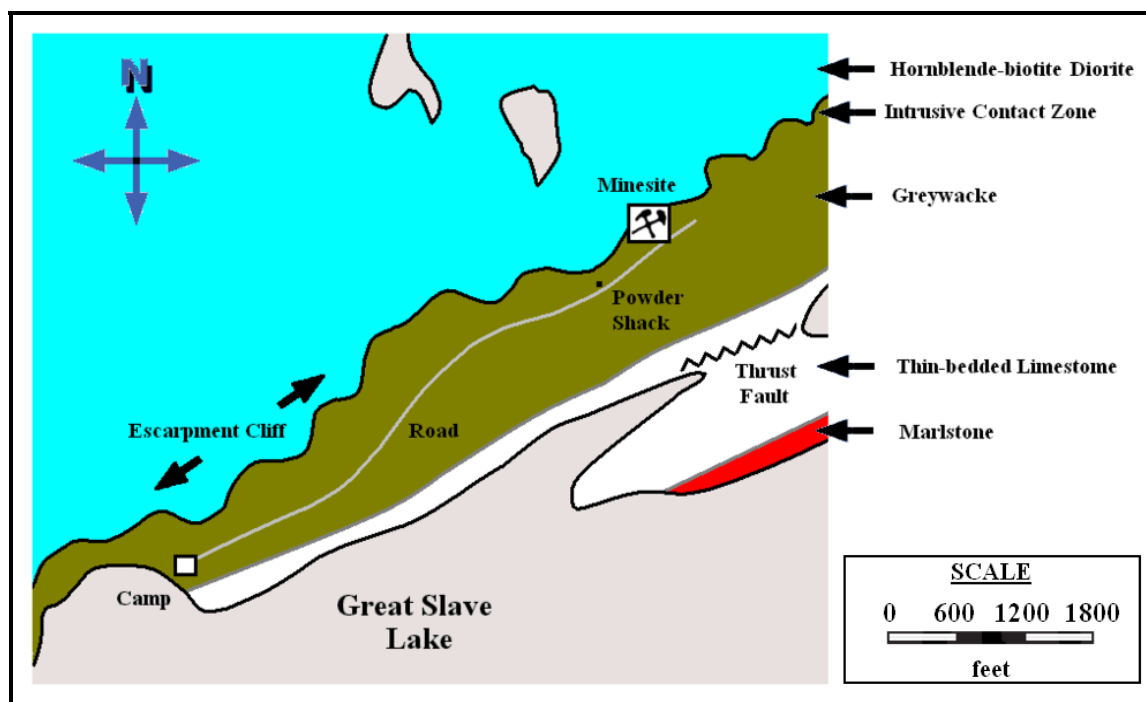 N
Hornblende-biotite Diorite
Intrusive Contact Zone
Minesite
Greywacke
Powder
Shack
Thrust
Fault
Thin-bedded Limestome
Escarpment Cliff
Road
Marlstone
Camp
Great Slave
Lake
SCALE
0 600 1200 1800
feet